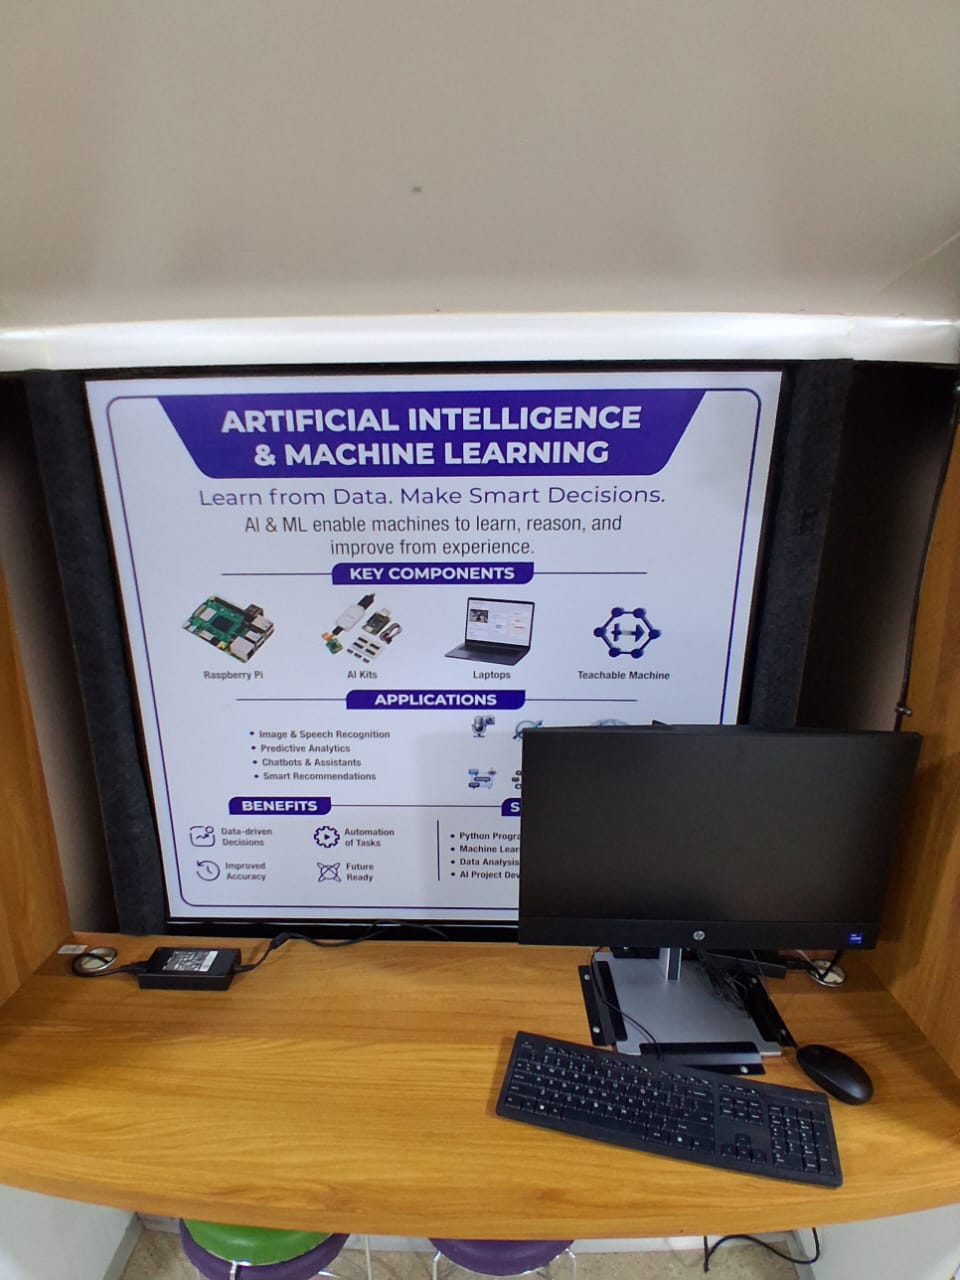 ARTIFICIAL INTELLIGENCE
& MACHINE LEARNING
Learn from Data. Make Smart Decisions.
AI & ML enable machines to learn, reason, and
improve from experience.
KEY COMPONENTS
Raspberry Pi
AI Kits
Laptops
Teachable Machine
APPLICATIONS
• Image & Speech Recognition
• Predictive Analytics
• Chatbots & Assistants
• Smart Recommendations
BENEFITS
Data-driven
Decisions
Automation
of Tasks
Improved
Accuracy
Future
Ready
S
• Python Progra
• Machine Lear
• Data Analysis
• AI Project Dev
hp